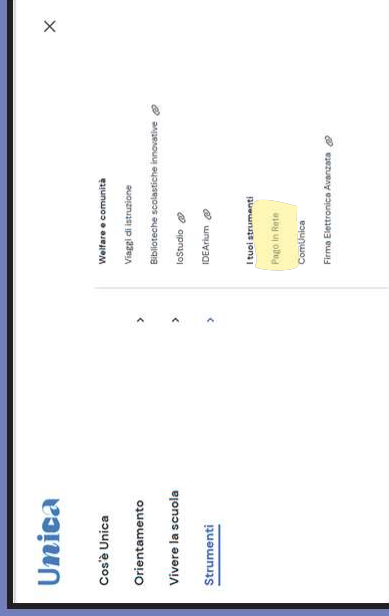 Unica
Cos'è Unica
Orientamento
Vivere la scuola
Strumenti
Welfare e comunità
Viaggi di istruzione
Biblioteche scolastiche innovative
IoStudio
IDEArium
I tuoi strumenti
Pago In Rete
ComUnica
Firma Elettronica Avanzata